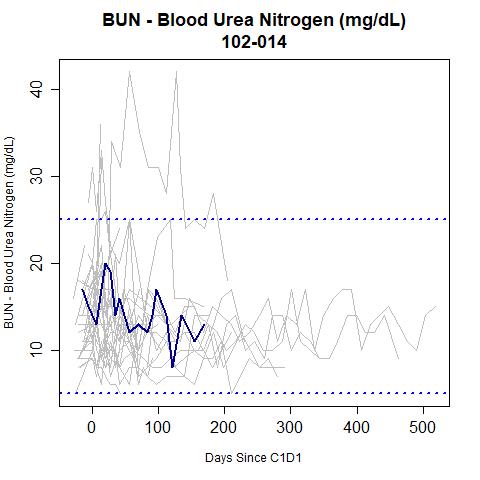 BUN - Blood Urea Nitrogen (mg/dL)
102-014
BUN - Blood Urea Nitrogen (mg/dL)
40
30
20
10
0 100 200 300 400 500
Days Since C1D1